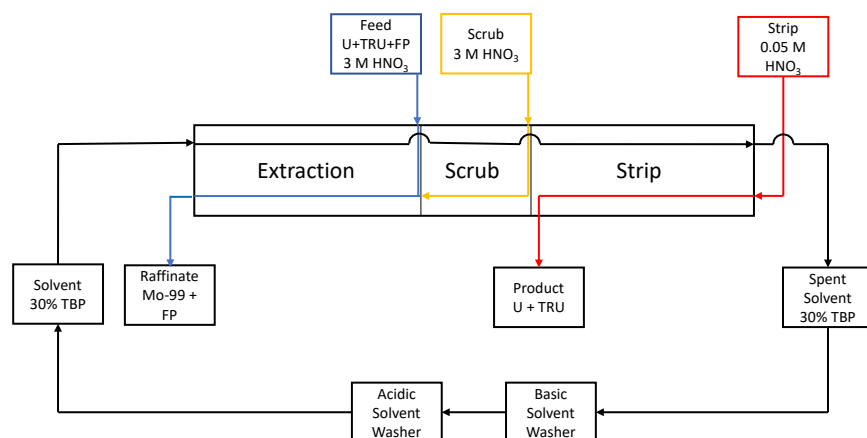 Feed
U+TRU+FP
3 M HNO₃
Scrub
3 M HNO₃
Strip
0.05 M
HNO₃
Extraction
Scrub
Strip
Solvent
30% TBP
Raffinate
Mo-99 +
FP
Product
U + TRU
Spent
Solvent
30% TBP
Acidic
Solvent
Washer
Basic
Solvent
Washer